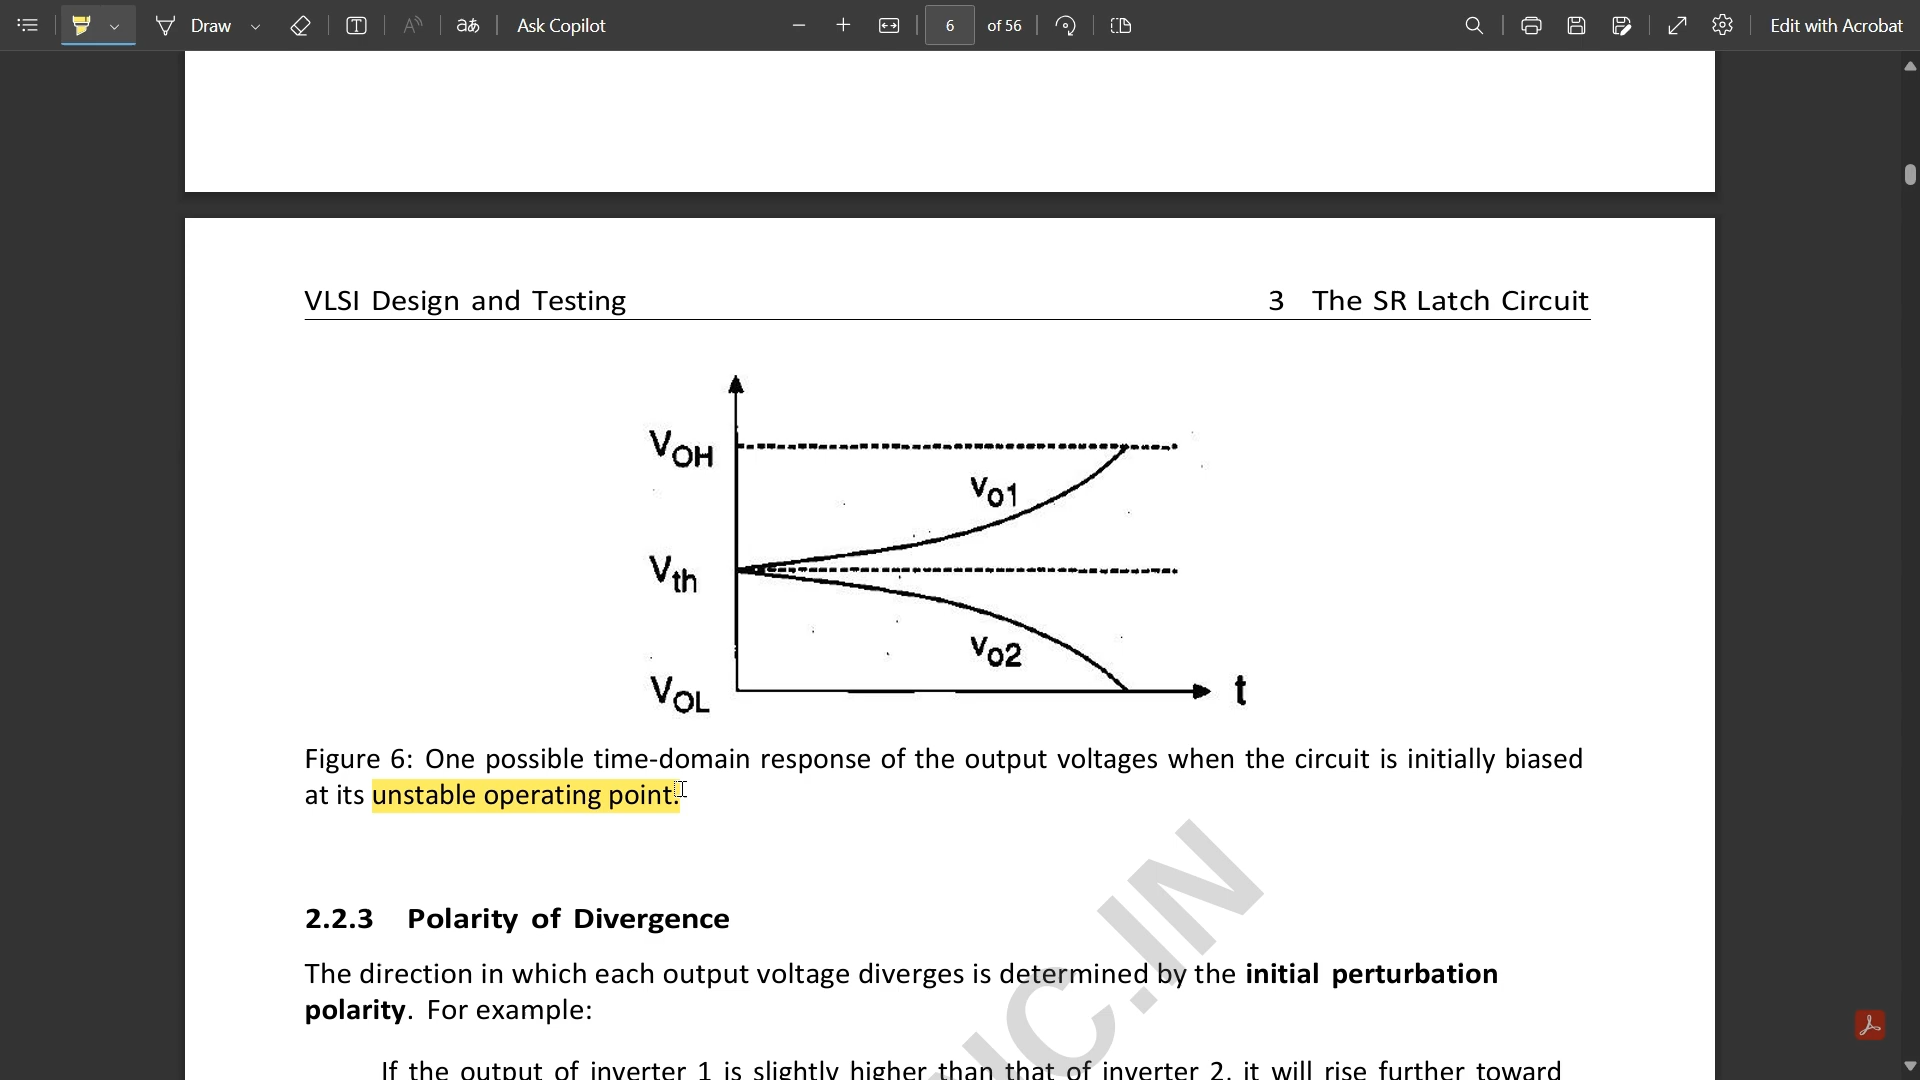 Draw
aあ
Ask Copilot
6 of 56
Edit with Acrobat
VLSI Design and Testing
3 The SR Latch Circuit
VOH
vo1
Vth
vo2
VOL
t
Figure 6: One possible time-domain response of the output voltages when the circuit is initially biased
at its unstable operating point.
2.2.3 Polarity of Divergence
The direction in which each output voltage diverges is determined by the initial perturbation
polarity. For example:
If the output of inverter 1 is slightly higher than that of inverter 2, it will rise further toward
C.IN